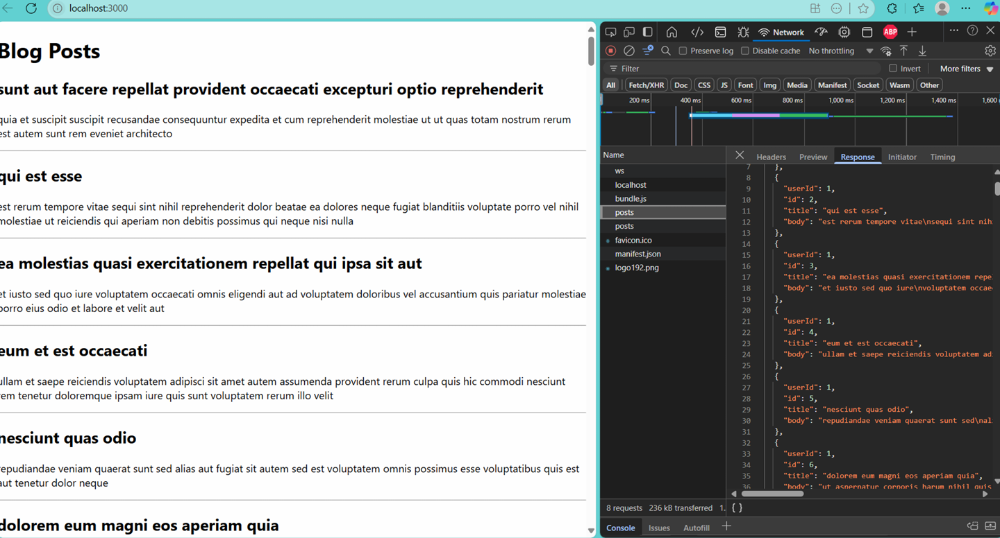 localhost:3000
Blog Posts
sunt aut facere repellat provident occaecati excepturi optio reprehenderit
quia et suscipit suscipit recusandae consequuntur expedita et cum reprehenderit molestiae ut ut quas totam nostrum rerum
est autem sunt rem eveniet architecto
qui est esse
est rerum tempore vitae sequi sint nihil reprehenderit dolor beatae ea dolores neque fugiat blanditiis voluptate porro vel nihil
molestiae ut reiciendis qui aperiam non debitis possimus qui neque nisi nulla
ea molestias quasi exercitationem repellat qui ipsa sit aut
et iusto sed quo iure voluptatem occaecati omnis eligendi aut ad voluptatem doloribus vel accusantium quis pariatur molestiae
porro eius odio et labore et velit aut
eum et est occaecati
ullam et saepe reiciendis voluptatem adipisci sit amet autem assumenda provident rerum culpa quis hic commodi nesciunt
rem tenetur doloremque ipsam iure quis sunt voluptatem rerum illo velit
nesciunt quas odio
repudiandae veniam quaerat sunt sed alias aut fugiat sit autem sed est voluptatem omnis possimus esse voluptatibus quis est
aut tenetur dolor neque
dolorem eum magni eos aperiam quia
Network
ABP
Preserve log Disable cache No throttling
Filter Invert More filters
All Fetch/XHR Doc CSS JS Font Img Media Manifest Socket Wasm Other
200 ms 400 ms 600 ms 800 ms 1,000 ms 1,200 ms 1,400 ms 1,600
Name
ws
localhost
bundle.js
posts
posts
favicon.ico
manifest.json
logo192.png
Headers Preview Response Initiator Timing
7 },
8 {
9 "userId": 1,
10 "id": 2,
11 "title": "qui est esse",
12 "body": "est rerum tempore vitae\nsequi sint nih
13 },
14 {
15 "userId": 1,
16 "id": 3,
17 "title": "ea molestias quasi exercitationem repe
18 "body": "et iusto sed quo iure\nvoluptatem occae
19 },
20 {
21 "userId": 1,
22 "id": 4,
23 "title": "eum et est occaecati",
24 "body": "ullam et saepe reiciendis voluptatem ad
25 },
26 {
27 "userId": 1,
28 "id": 5,
29 "title": "nesciunt quas odio",
30 "body": "repudiandae veniam quaerat sunt sed\nal
31 },
32 {
33 "userId": 1,
34 "id": 6,
35 "title": "dolorem eum magni eos aperiam quia",
36 "body": "ut aspernatur corporis harum nihil quis
8 requests 236 kB transferred 1. { }
Console Issues Autofill